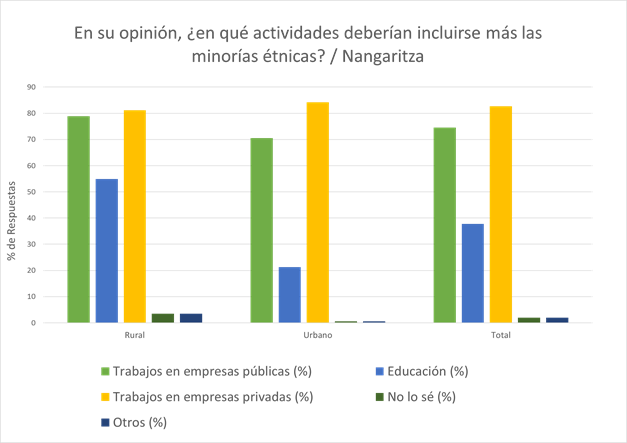 En su opinión, ¿en qué actividades deberían incluirse más las
minorías étnicas? / Nangaritza
90
80
70
60
50
40
30
20
10
0
% de Respuestas
Rural Urbano Total
Trabajos en empresas públicas (%) Educación (%)
Trabajos en empresas privadas (%) No lo sé (%)
Otros (%)